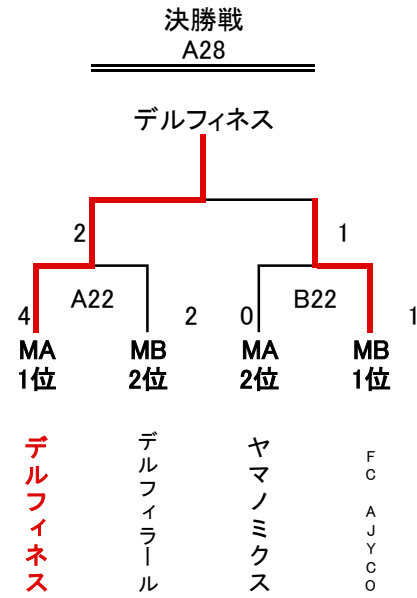 決勝戦
A28
デルフィネス
2
1
4
A22
2
0
B22
1
MA
1位
MB
2位
MA
2位
MB
1位
デルフィネス
デルフィラール
ヤマノミクス
FC AJYCO